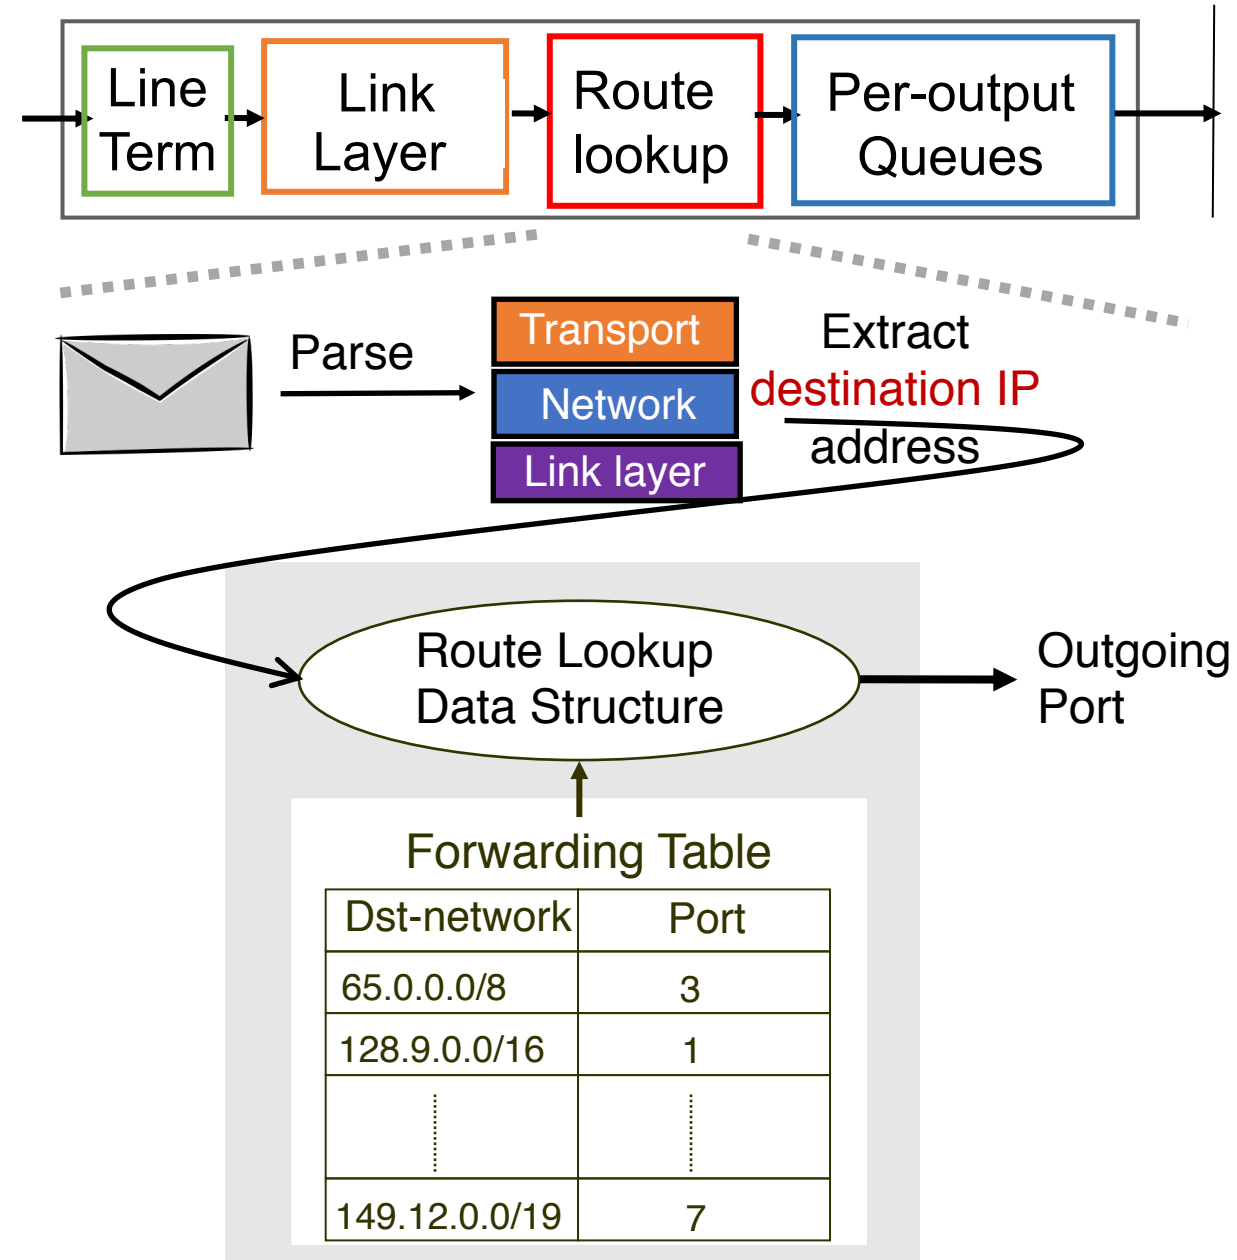 Line
Term
Link
Layer
Route
lookup
Per-output
Queues
Parse
Transport
Network
Link layer
Extract
destination IP
address
Route Lookup
Data Structure
Outgoing
Port
Forwarding Table
Dst-network Port
65.0.0.0/8 3
128.9.0.0/16 1
149.12.0.0/19 7